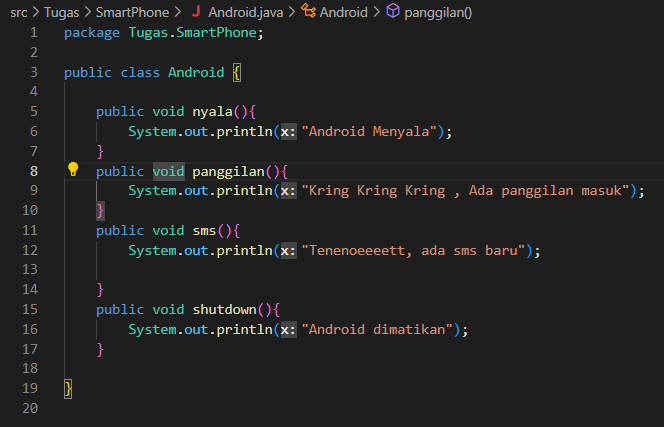 src > Tugas > SmartPhone > J Android.java > Android > panggilan()
1 package Tugas.SmartPhone;
2
3 public class Android {
4
5 public void nyala(){
6 System.out.println(x: "Android Menyala");
7 }
8 public void panggilan(){
9 System.out.println(x: "Kring Kring Kring , Ada panggilan masuk");
10 }
11 public void sms(){
12 System.out.println(x: "Tenenoeeeett, ada sms baru");
13
14 }
15 public void shutdown(){
16 System.out.println(x: "Android dimatikan");
17 }
18
19 }
20